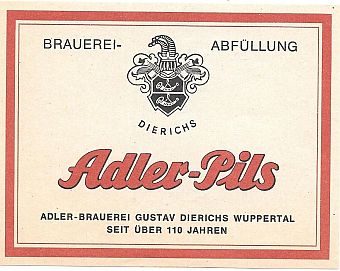 BRAUEREI- ABFÜLLUNG
DIERICHS
Adler-Pils
ADLER-BRAUEREI GUSTAV DIERICHS WUPPERTAL
SEIT ÜBER 110 JAHREN